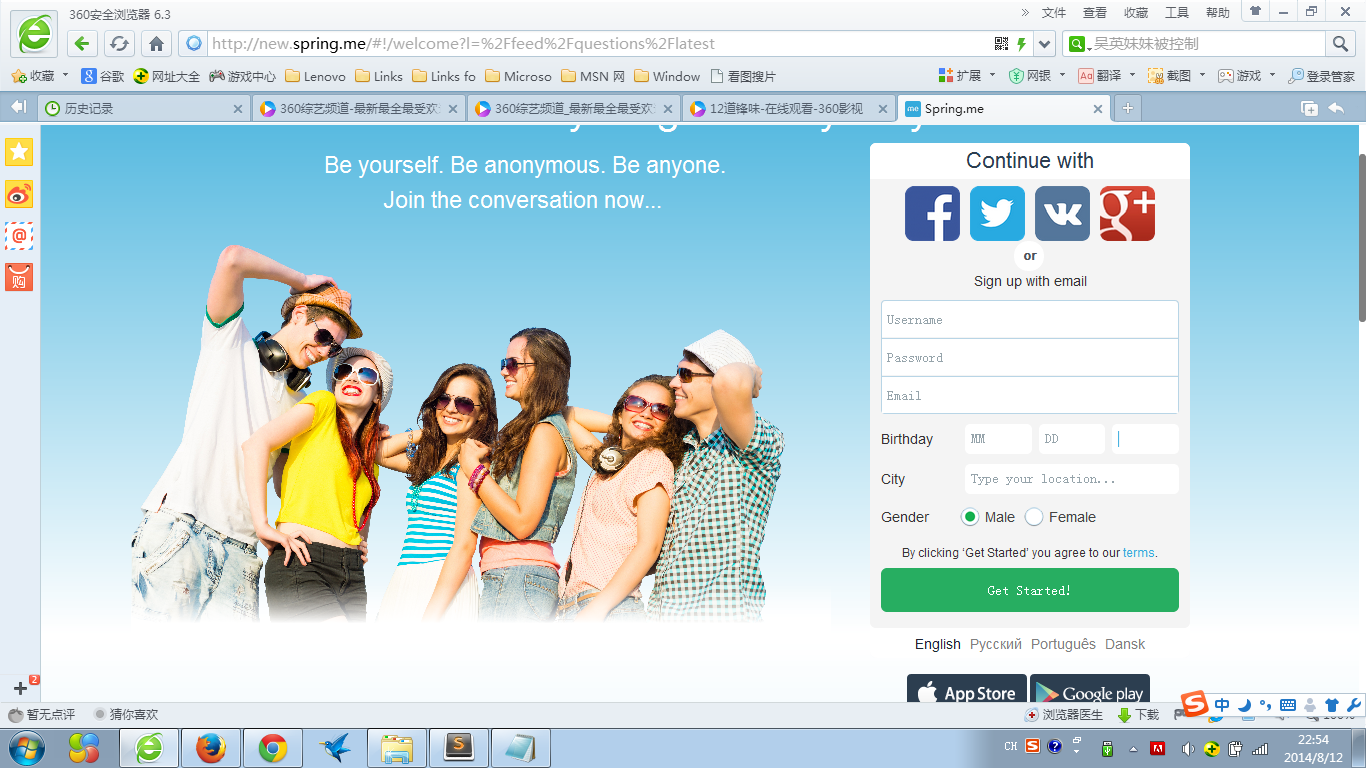 360安全浏览器 6.3
» 文件 查看 收藏 工具 帮助
http://new.spring.me/#!/welcome?l=%2Ffeed%2Fquestions%2Flatest
吴英妹妹被控制
收藏 谷歌 网址大全 游戏中心 Lenovo Links Links fo Microso MSN 网 Window 看图搜片 扩展 网银 翻译 截图 游戏 登录管家
历史记录 360综艺频道-最新最全最受欢 360综艺频道_最新最全最受欢 12道锋味-在线观看-360影视 me Spring.me
Be yourself. Be anonymous. Be anyone.
Join the conversation now...
Continue with
or
Sign up with email
Username
Password
Email
Birthday MM DD
City Type your location...
Gender Male Female
By clicking ‘Get Started’ you agree to our terms.
Get Started!
English Русский Português Dansk
App Store Google play
购
2
暂无点评 猜你喜欢 浏览器医生 下载
中
CH
22:54
2014/8/12